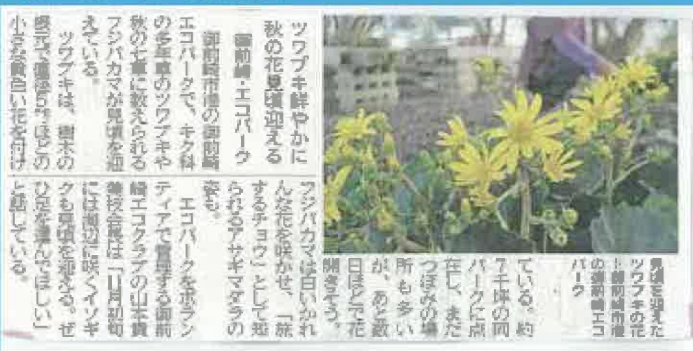 ツワブキ鮮やかに
秋の花見頃迎える
御前崎・エコパーク
御前崎市港の御前崎
エコパークで、キク科
の多年草のツワブキや
秋の七草に数えられる
フジバカマが見頃を迎
えている。
ツワブキは、樹木の
根元で直径5㌢ほどの
小さな黄色い花を付け
ている。約
7千坪の同
パークに点
在し、まだ
つぼみの場
所も多い
が、あと数
日ほどで花
開きそう。
フジバカマは白いかれ
んな花を咲かせ、「旅
するチョウ」として知
られるアサギマダラの
姿も。
エコパークをボラン
ティアで管理する御前
崎エコクラブの山本貴
美枝会長は「11月初旬
には海辺に咲くイソギ
クも見頃を迎える。ぜ
ひ足を運んでほしい」
と話している。
見頃を迎えた
ツワブキの花
＝御前崎市港
の御前崎エコ
パーク